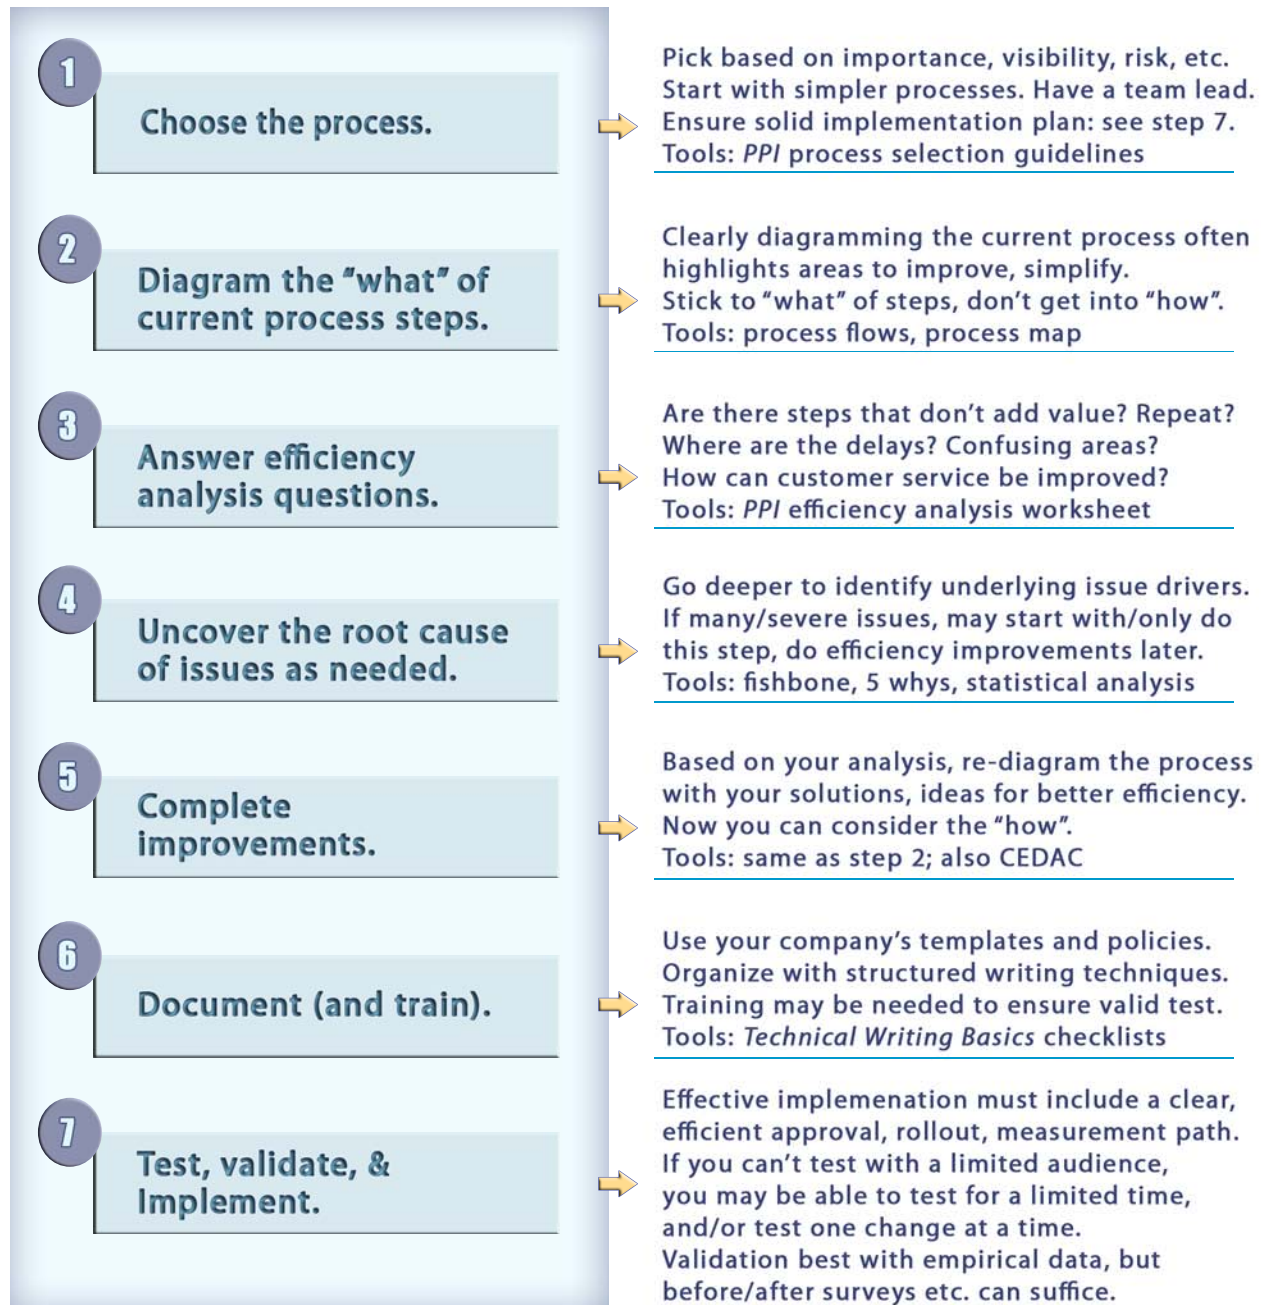 1
Choose the process.
Pick based on importance, visibility, risk, etc.
Start with simpler processes. Have a team lead.
Ensure solid implementation plan: see step 7.
Tools: PPI process selection guidelines
2
Diagram the “what” of
current process steps.
Clearly diagramming the current process often
highlights areas to improve, simplify.
Stick to “what” of steps, don’t get into “how”.
Tools: process flows, process map
3
Answer efficiency
analysis questions.
Are there steps that don’t add value? Repeat?
Where are the delays? Confusing areas?
How can customer service be improved?
Tools: PPI efficiency analysis worksheet
4
Uncover the root cause
of issues as needed.
Go deeper to identify underlying issue drivers.
If many/severe issues, may start with/only do
this step, do efficiency improvements later.
Tools: fishbone, 5 whys, statistical analysis
5
Complete
improvements.
Based on your analysis, re-diagram the process
with your solutions, ideas for better efficiency.
Now you can consider the “how”.
Tools: same as step 2; also CEDAC
6
Document (and train).
Use your company’s templates and policies.
Organize with structured writing techniques.
Training may be needed to ensure valid test.
Tools: Technical Writing Basics checklists
7
Test, validate, &
Implement.
Effective implemenation must include a clear,
efficient approval, rollout, measurement path.
If you can’t test with a limited audience,
you may be able to test for a limited time,
and/or test one change at a time.
Validation best with empirical data, but
before/after surveys etc. can suffice.